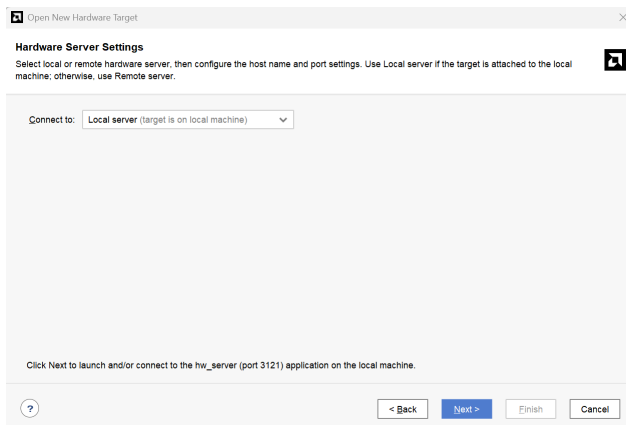 Open New Hardware Target
Hardware Server Settings
Select local or remote hardware server, then configure the host name and port settings. Use Local server if the target is attached to the local
machine; otherwise, use Remote server.
Connect to: Local server (target is on local machine)
Click Next to launch and/or connect to the hw_server (port 3121) application on the local machine.
? < Back Next > Finish Cancel